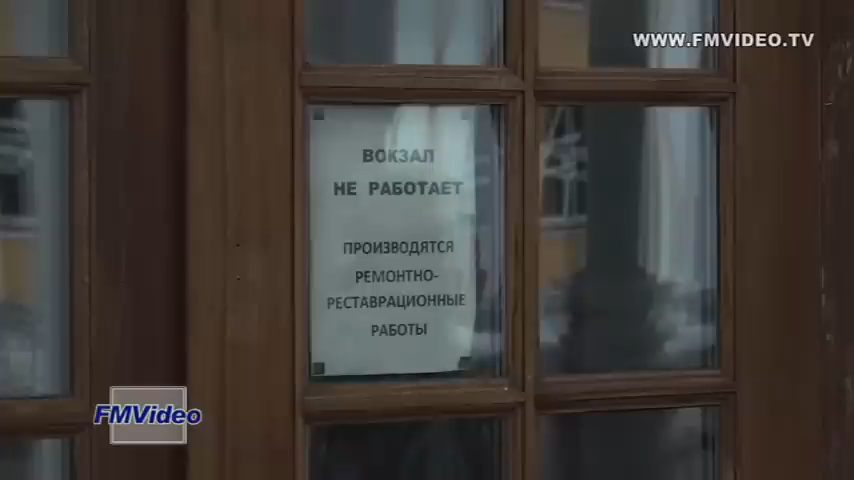 WWW.FMVIDEO.TV
ВОКЗАЛ
НЕ РАБОТАЕТ
ПРОИЗВОДЯТСЯ
РЕМОНТНО-
РЕСТАВРАЦИОННЫЕ
РАБОТЫ
FMVideo